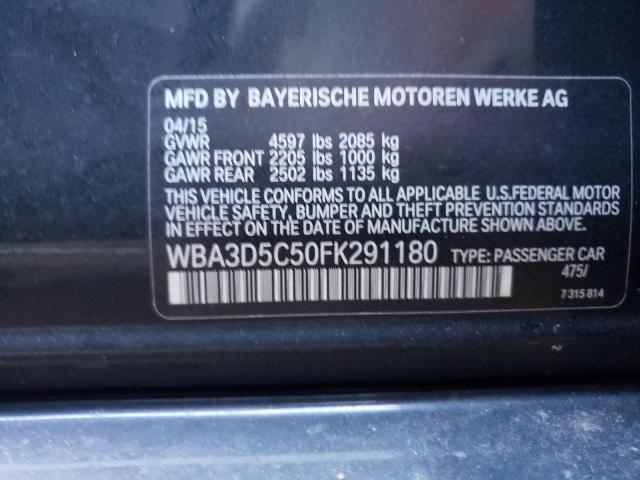 MFD BY BAYERISCHE MOTOREN WERKE AG
04/15
GVWR 4597 lbs 2085 kg
GAWR FRONT 2205 lbs 1000 kg
GAWR REAR 2502 lbs 1135 kg
THIS VEHICLE CONFORMS TO ALL APPLICABLE U.S. FEDERAL MOTOR
VEHICLE SAFETY, BUMPER AND THEFT PREVENTION STANDARDS
IN EFFECT ON THE DATE OF MANUFACTURE SHOWN ABOVE.
WBA3D5C50FK291180 TYPE: PASSENGER CAR
475/
7 315 814